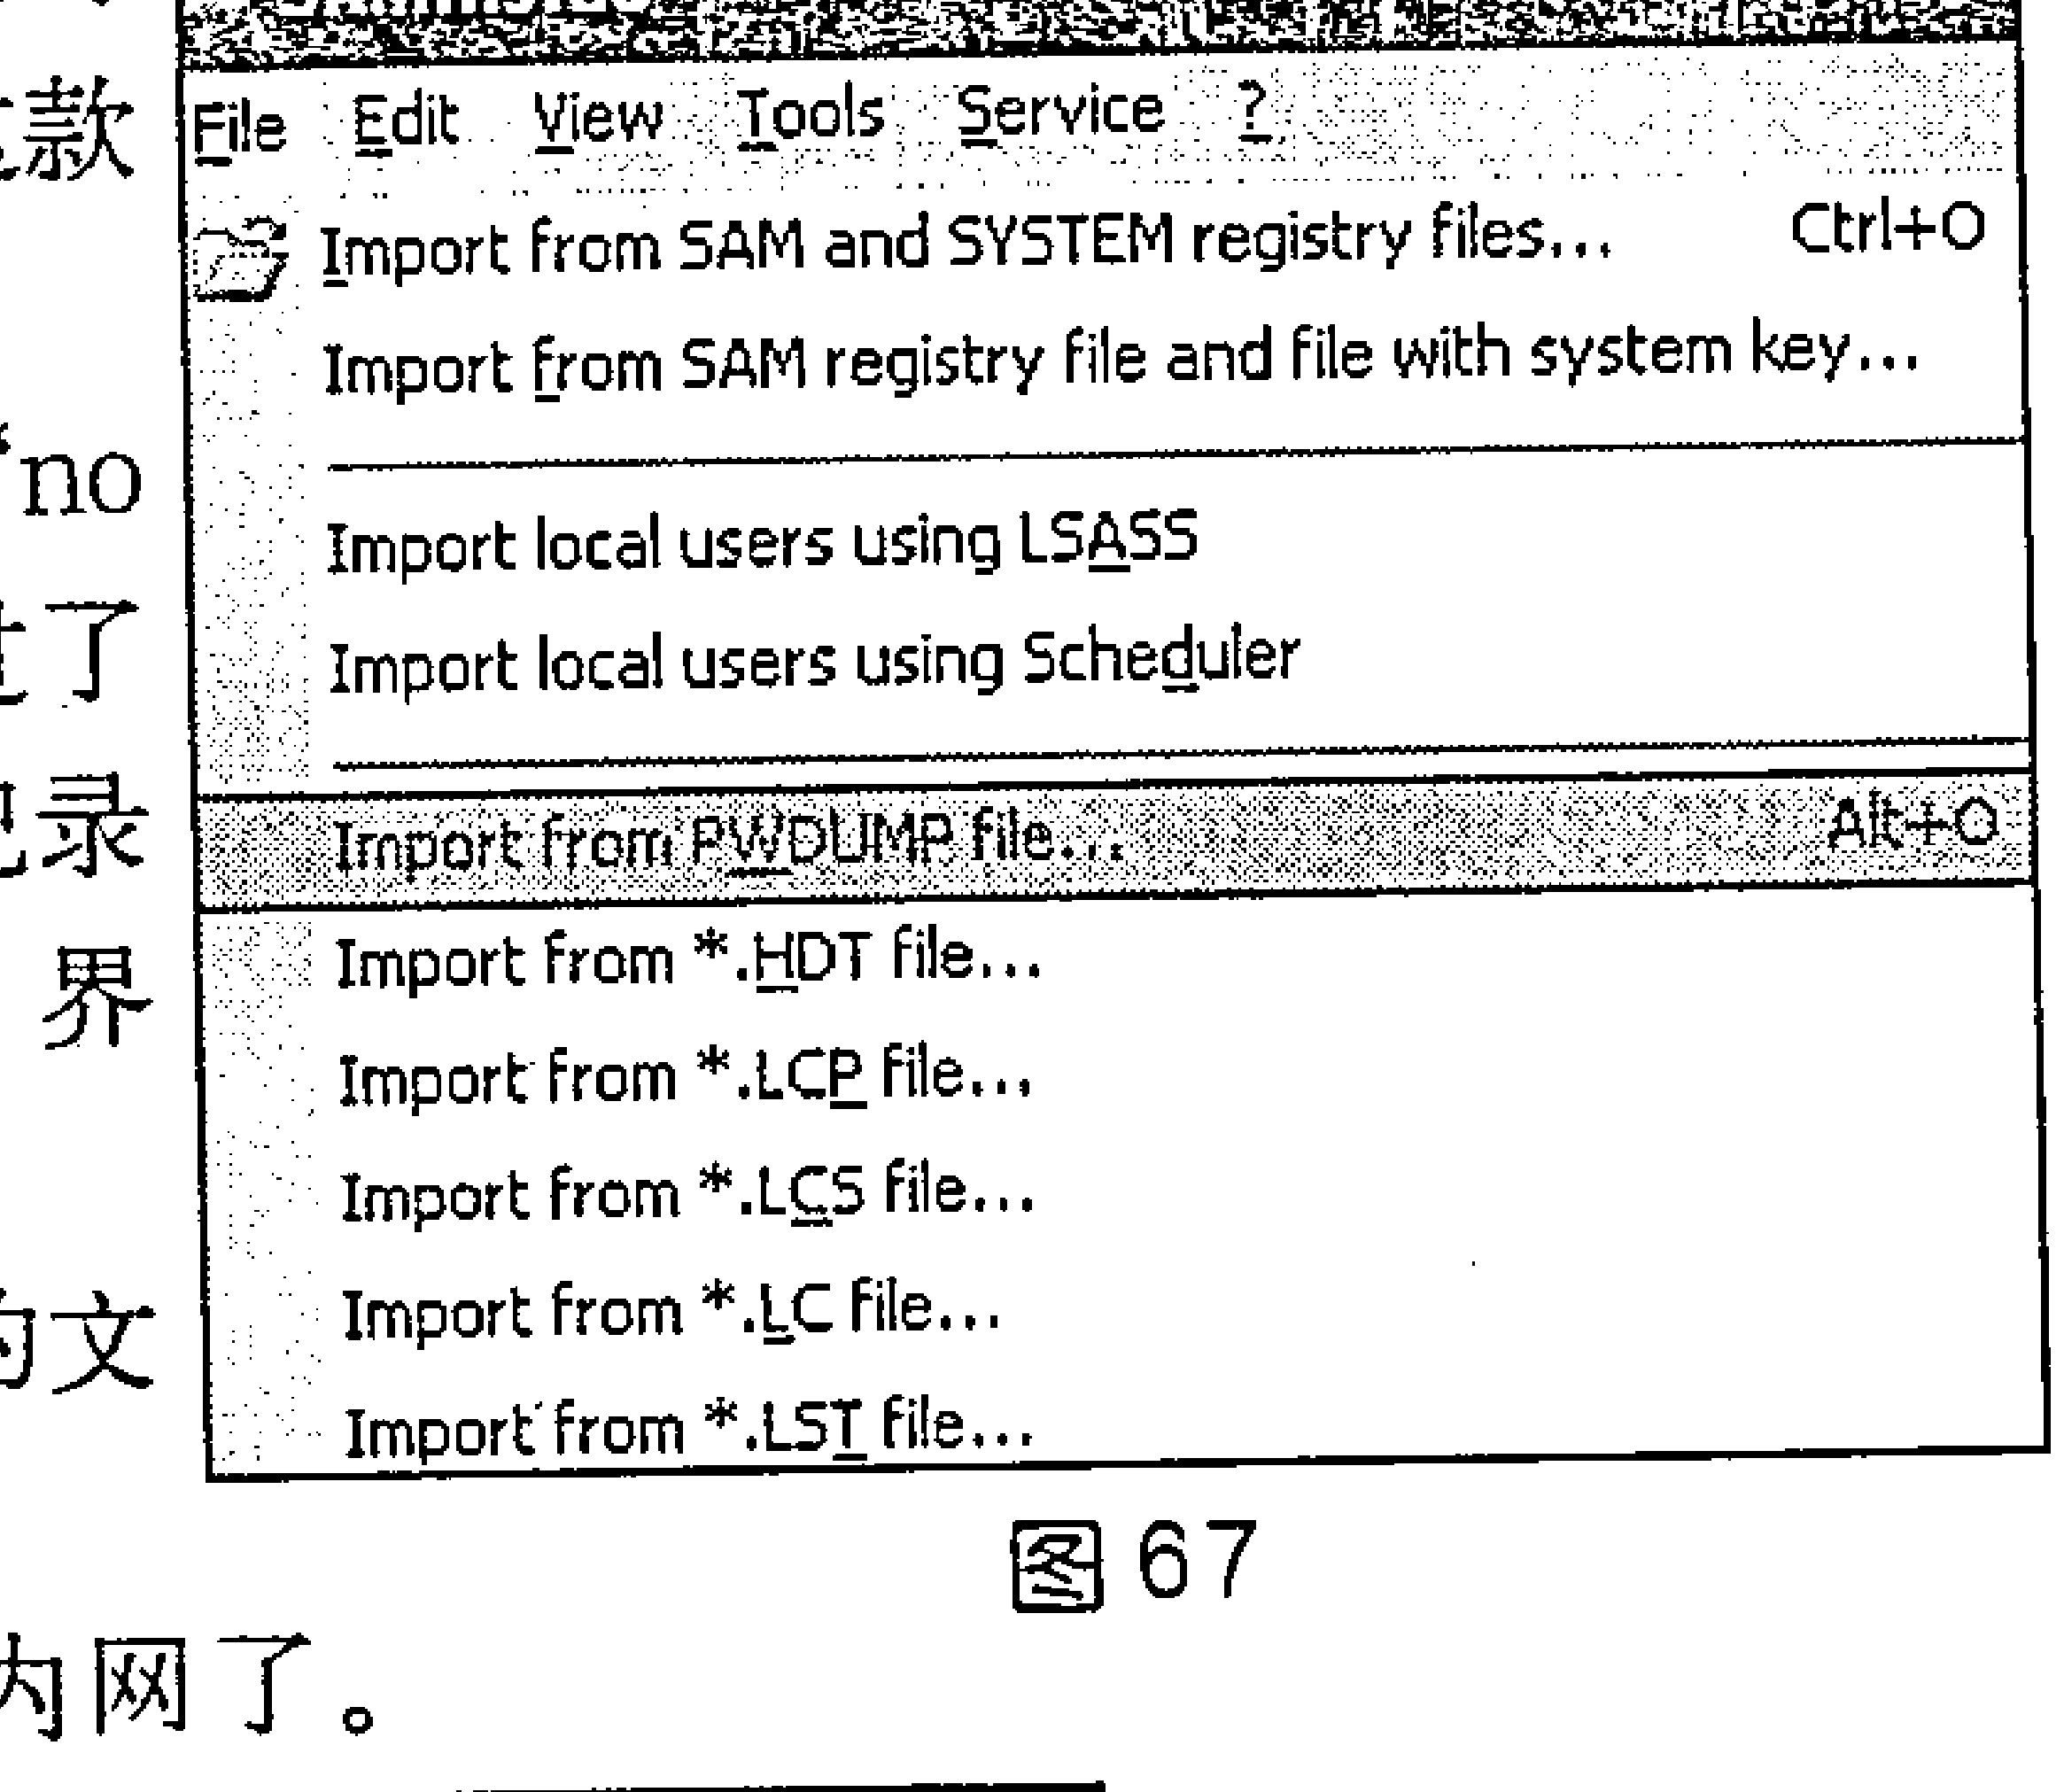 款
File Edit View Tools Service ?
Import from SAM and SYSTEM registry files... Ctrl+O
Import from SAM registry file and file with system key...
“no
Import local users using LSASS
了
Import local users using Scheduler
录
Import from PWDUMP file... Alt+O
界
Import from *.HDT file...
Import from *.LCP file...
Import from *.LCS file...
的文
Import from *.LC file...
Import from *.LST file...
图 67
内网了。